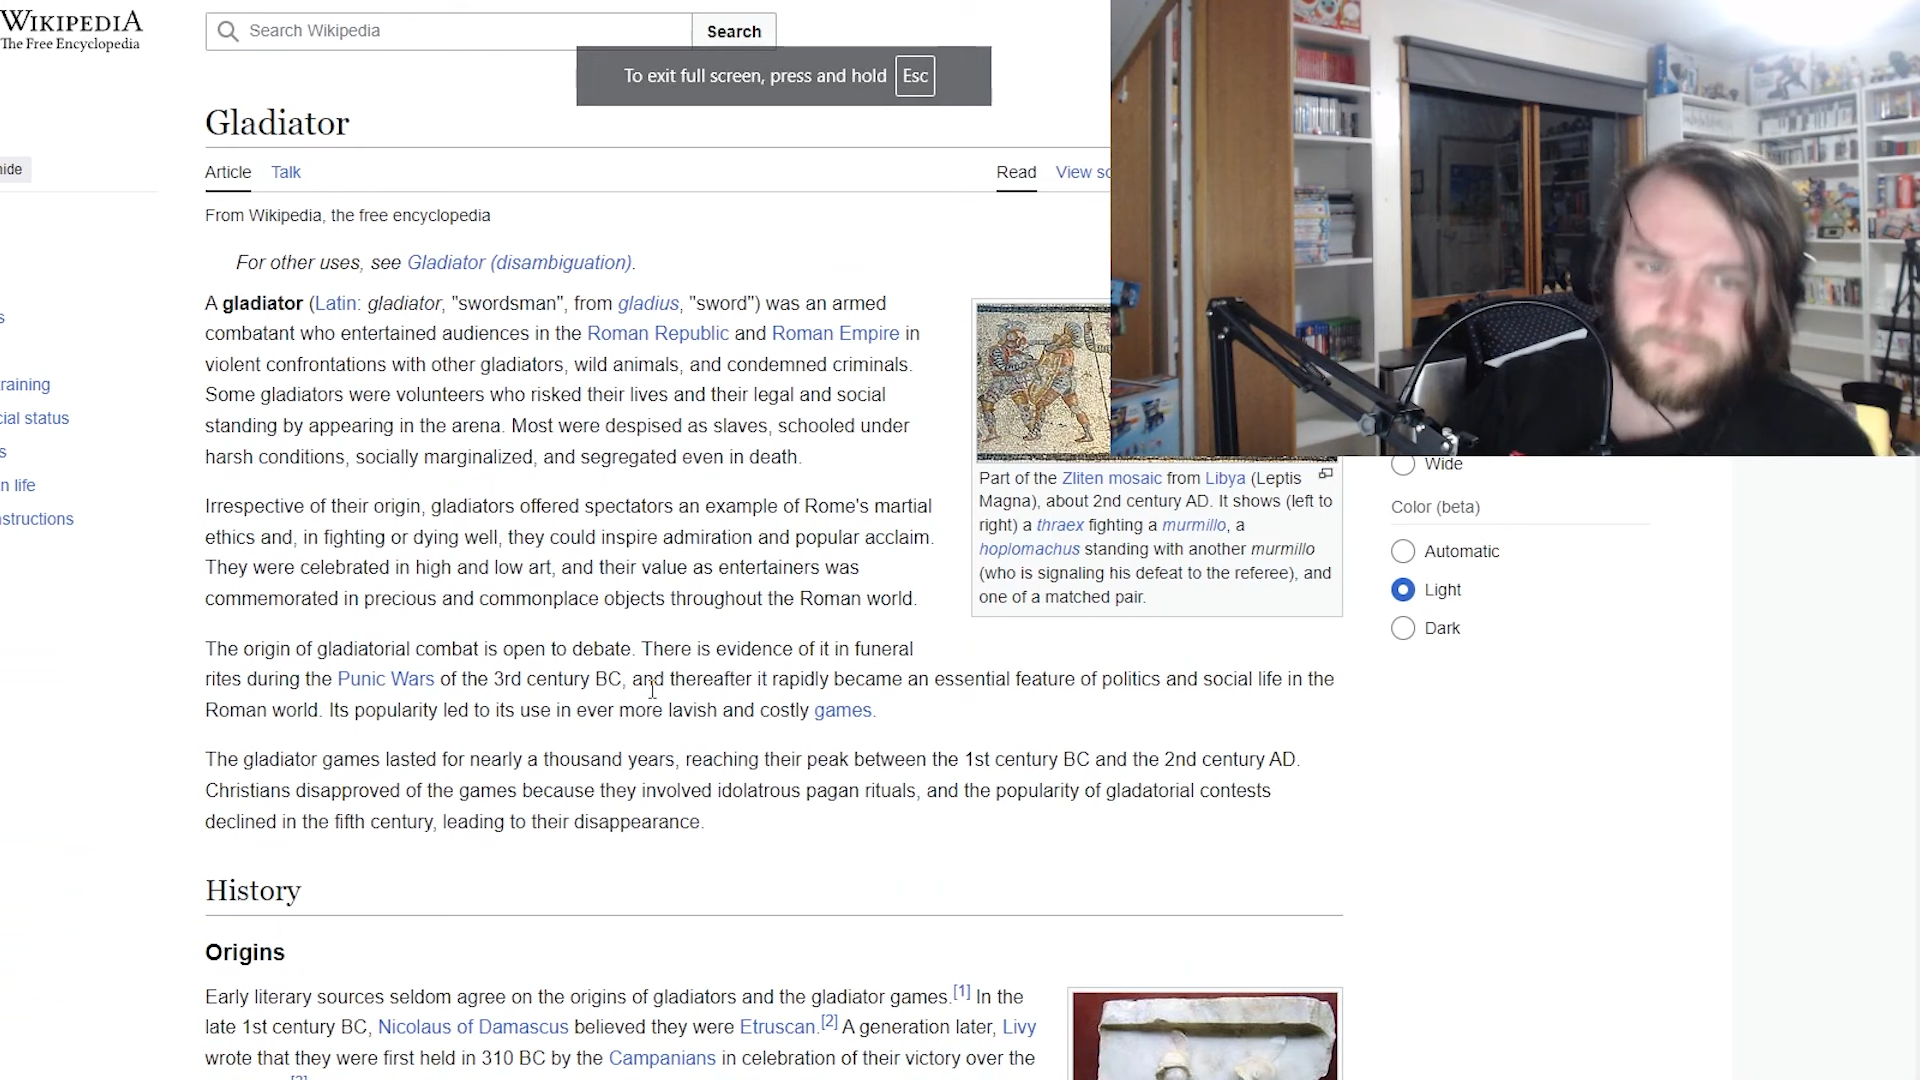 WIKIPEDIA
The Free Encyclopedia
Search Wikipedia
Search
To exit full screen, press and hold Esc
Gladiator
hide
Article Talk
Read View so
From Wikipedia, the free encyclopedia
For other uses, see Gladiator (disambiguation).
A gladiator (Latin: gladiator, "swordsman", from gladius, "sword") was an armed
combatant who entertained audiences in the Roman Republic and Roman Empire in
violent confrontations with other gladiators, wild animals, and condemned criminals.
Some gladiators were volunteers who risked their lives and their legal and social
standing by appearing in the arena. Most were despised as slaves, schooled under
harsh conditions, socially marginalized, and segregated even in death.
Irrespective of their origin, gladiators offered spectators an example of Rome's martial
ethics and, in fighting or dying well, they could inspire admiration and popular acclaim.
They were celebrated in high and low art, and their value as entertainers was
commemorated in precious and commonplace objects throughout the Roman world.
The origin of gladiatorial combat is open to debate. There is evidence of it in funeral
rites during the Punic Wars of the 3rd century BC, and thereafter it rapidly became an essential feature of politics and social life in the
Roman world. Its popularity led to its use in ever more lavish and costly games.
The gladiator games lasted for nearly a thousand years, reaching their peak between the 1st century BC and the 2nd century AD.
Christians disapproved of the games because they involved idolatrous pagan rituals, and the popularity of gladatorial contests
declined in the fifth century, leading to their disappearance.
History
Origins
Early literary sources seldom agree on the origins of gladiators and the gladiator games.[1] In the
late 1st century BC, Nicolaus of Damascus believed they were Etruscan.[2] A generation later, Livy
wrote that they were first held in 310 BC by the Campanians in celebration of their victory over the
s
training
cial status
s
n life
nstructions
Part of the Zliten mosaic from Libya (Leptis
Magna), about 2nd century AD. It shows (left to
right) a thraex fighting a murmillo, a
hoplomachus standing with another murmillo
(who is signaling his defeat to the referee), and
one of a matched pair.
Wide
Color (beta)
Automatic
Light
Dark